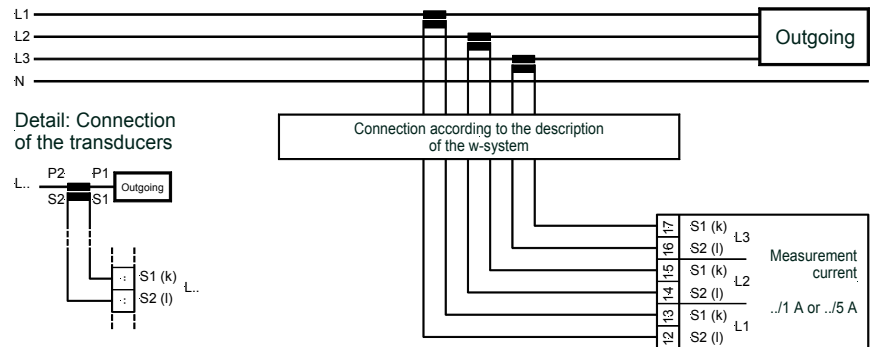 L1
L2
L3
N
Outgoing
Detail: Connection
of the transducers
Connection according to the description
of the w-system
L..
P2
P1
S2
S1
Outgoing
S1 (k)
S2 (l)
L..
17
S1 (k)
16
S2 (l)
L3
15
S1 (k)
14
S2 (l)
L2
13
S1 (k)
12
S2 (l)
L1
Measurement
current
../1 A or ../5 A